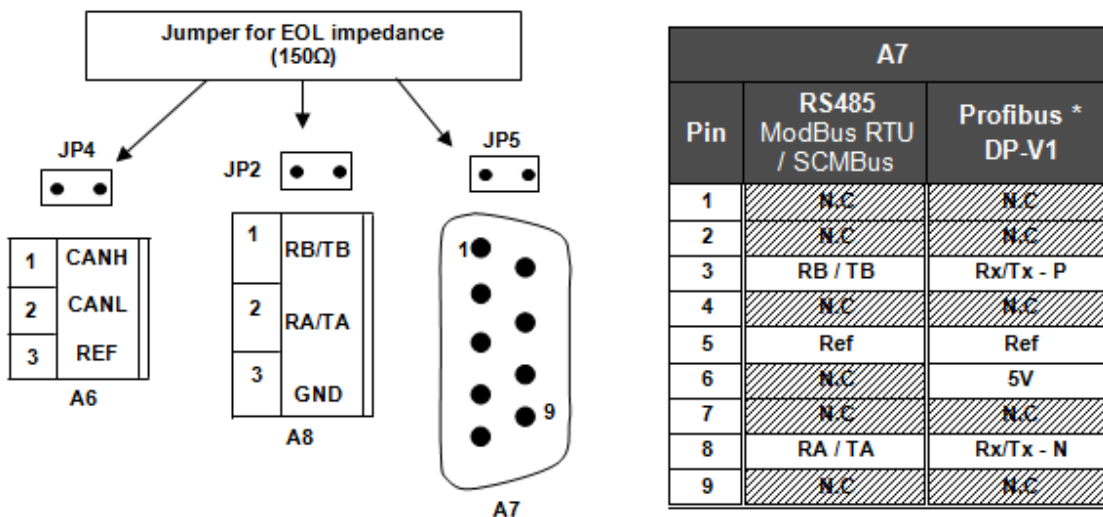 Jumper for EOL impedance
(150Ω)
JP4
JP2
JP5
1 CANH
2 CANL
3 REF
A6
1 RB/TB
2 RA/TA
3 GND
A8
1
9
A7
A7
Pin
RS485
ModBus RTU
/ SCMBus
Profibus *
DP-V1
1 N.C N.C
2 N.C N.C
3 RB / TB Rx/Tx - P
4 N.C N.C
5 Ref Ref
6 N.C 5V
7 N.C N.C
8 RA / TA Rx/Tx - N
9 N.C N.C